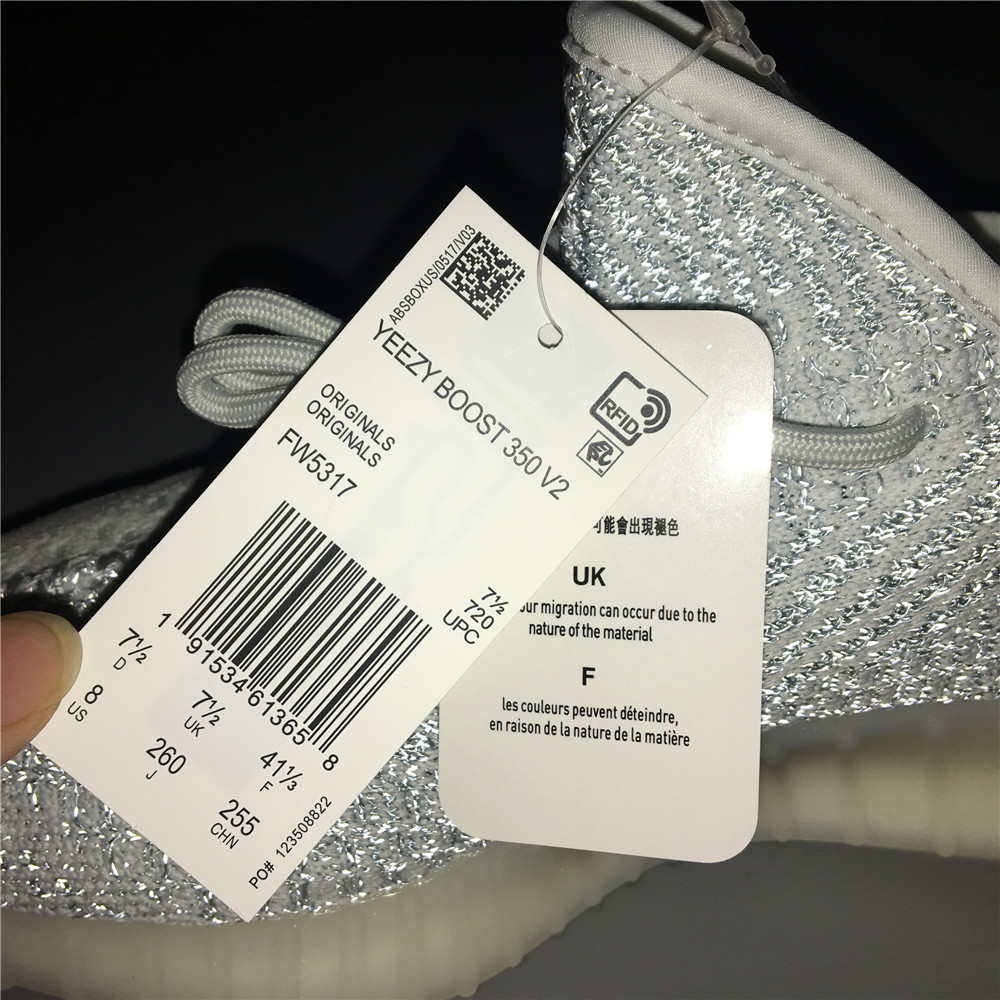 ABSBOXUS/0517/V03
YEEZY BOOST 350 V2
RFID
ORIGINALS
ORIGINALS
FW5317
7½
720
UPC
1 91534 61365 8
7½
D
8
US
7½
UK
260
J
41⅓
F
255
CHN
PO# 123508822
可能會出現褪色
UK
our migration can occur due to the
nature of the material
F
les couleurs peuvent déteindre,
en raison de la nature de la matière